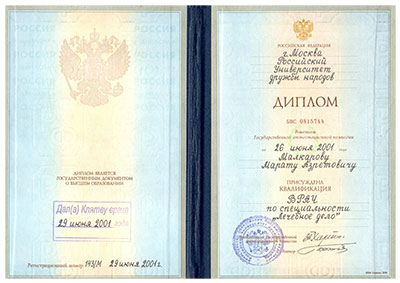 ДИПЛОМ ЯВЛЯЕТСЯ
ГОСУДАРСТВЕННЫМ ДОКУМЕНТОМ
О ВЫСШЕМ ОБРАЗОВАНИИ
Дал(а) Клятву врача
29 июня 2001 года
Регистрационный номер 143/М 29 июня 2001 г.
РОССИЙСКАЯ ФЕДЕРАЦИЯ
г. Москва
Российский
Университет
дружбы народов
ДИПЛОМ
БВС 0815744
Решением
Государственной аттестационной комиссии
от 26 июня 2001
Малкарову
Марату Азретовичу
ПРИСУЖДЕНА
КВАЛИФИКАЦИЯ
ВРАЧ
по специальности
„Лечебное дело"